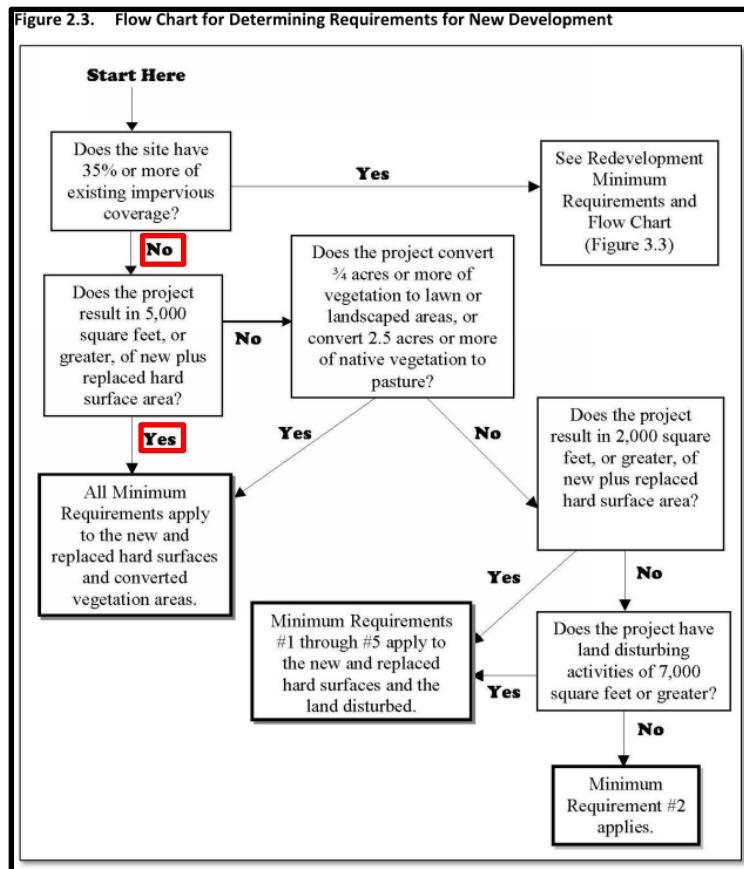 Figure 2.3. Flow Chart for Determining Requirements for New Development
Start Here
Does the site have
35% or more of
existing impervious
coverage?
Yes
See Redevelopment
Minimum
Requirements and
Flow Chart
(Figure 3.3)
No
Does the project
result in 5,000
square feet, or
greater, of new plus
replaced hard
surface area?
No
Does the project convert
¾ acres or more of
vegetation to lawn or
landscaped areas, or
convert 2.5 acres or more
of native vegetation to
pasture?
Yes
Yes
No
Does the project
result in 2,000 square
feet, or greater, of
new plus replaced
hard surface area?
All Minimum
Requirements apply
to the new and
replaced hard surfaces
and converted
vegetation areas.
Yes
No
Minimum Requirements
#1 through #5 apply to
the new and replaced
hard surfaces and the
land disturbed.
Yes
Does the project have
land disturbing
activities of 7,000
square feet or greater?
No
Minimum
Requirement #2
applies.